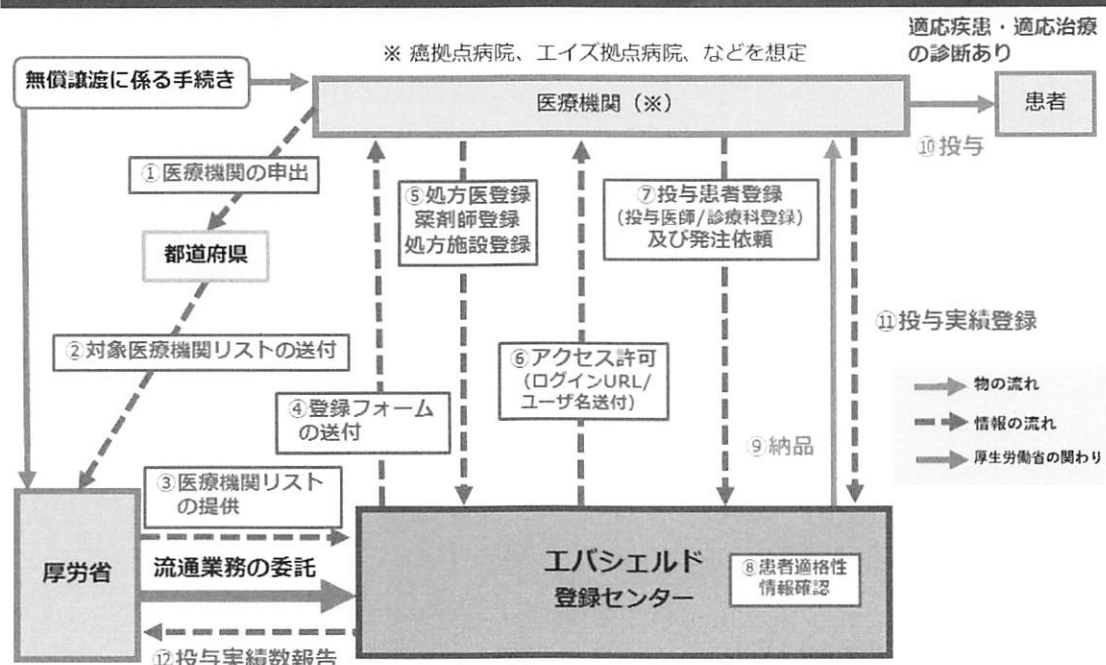 適応疾患・適応治療
の診断あり
※ 癌拠点病院、エイズ拠点病院、などを想定
無償譲渡に係る手続き
医療機関（※）
患者
⑩投与
①医療機関の申出
⑤処方医登録
薬剤師登録
処方施設登録
⑦投与患者登録
(投与医師/診療科登録)
及び発注依頼
都道府県
②対象医療機関リストの送付
⑪投与実績登録
⑥アクセス許可
(ログインURL/
ユーザ名送付)
④登録フォーム
の送付
⑨納品
物の流れ
情報の流れ
厚生労働省の関わり
③医療機関リスト
の提供
厚労省
流通業務の委託
エバシェルド
登録センター
⑧患者適格性
情報確認
⑫投与実績数報告